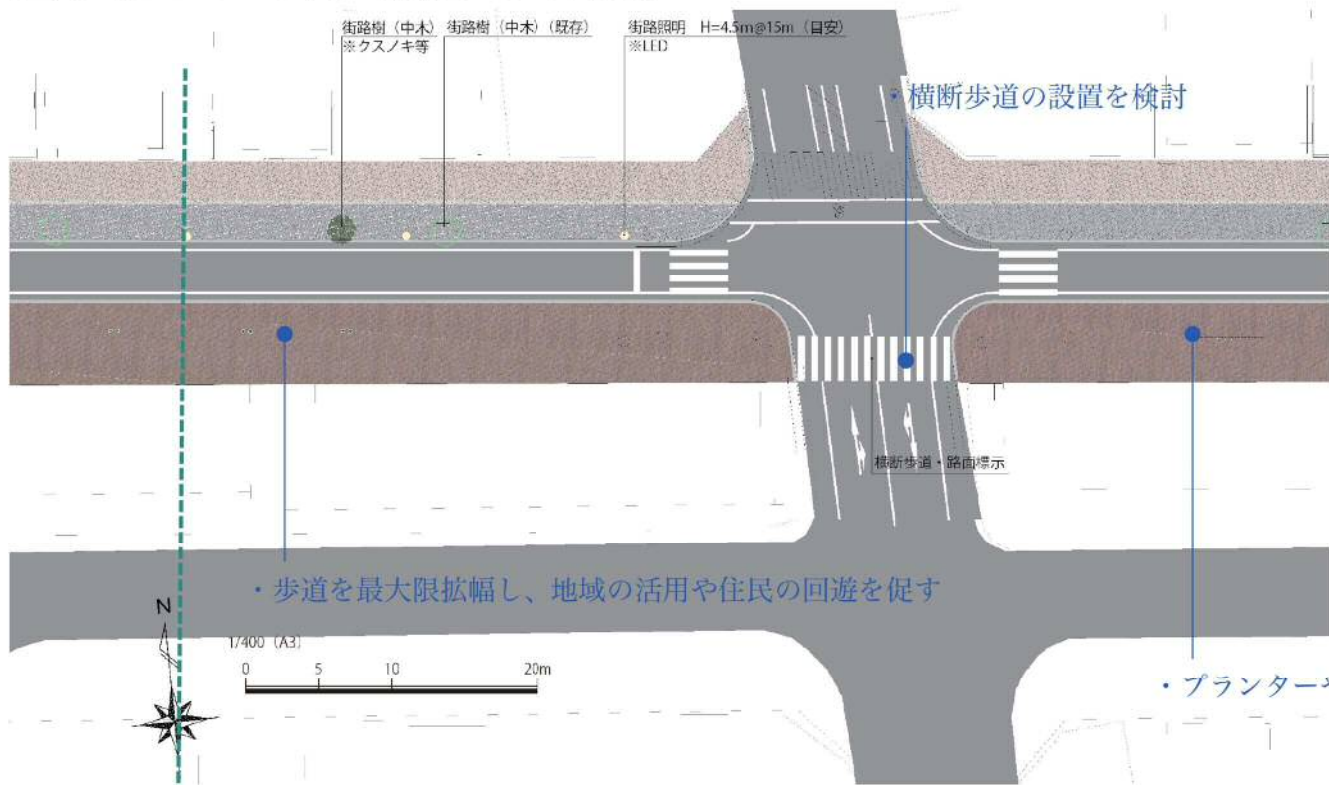 街路樹（中木）
※クスノキ等
街路樹（中木）（既存）
街路照明　H=4.5m@15m（目安）
※LED
・横断歩道の設置を検討
横断歩道・路面標示
・歩道を最大限拡幅し、地域の活用や住民の回遊を促す
N
1/400（A3）
0 5 10 20m
・プランターや